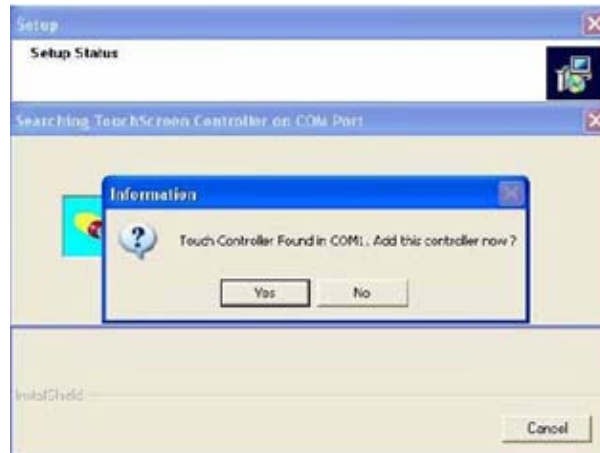 Setup
Setup Status
Searching TouchScreen Controller on COM Port
Information
Touch Controller Found in COM1. Add this controller now ?
Yes
No
InstallShield
Cancel